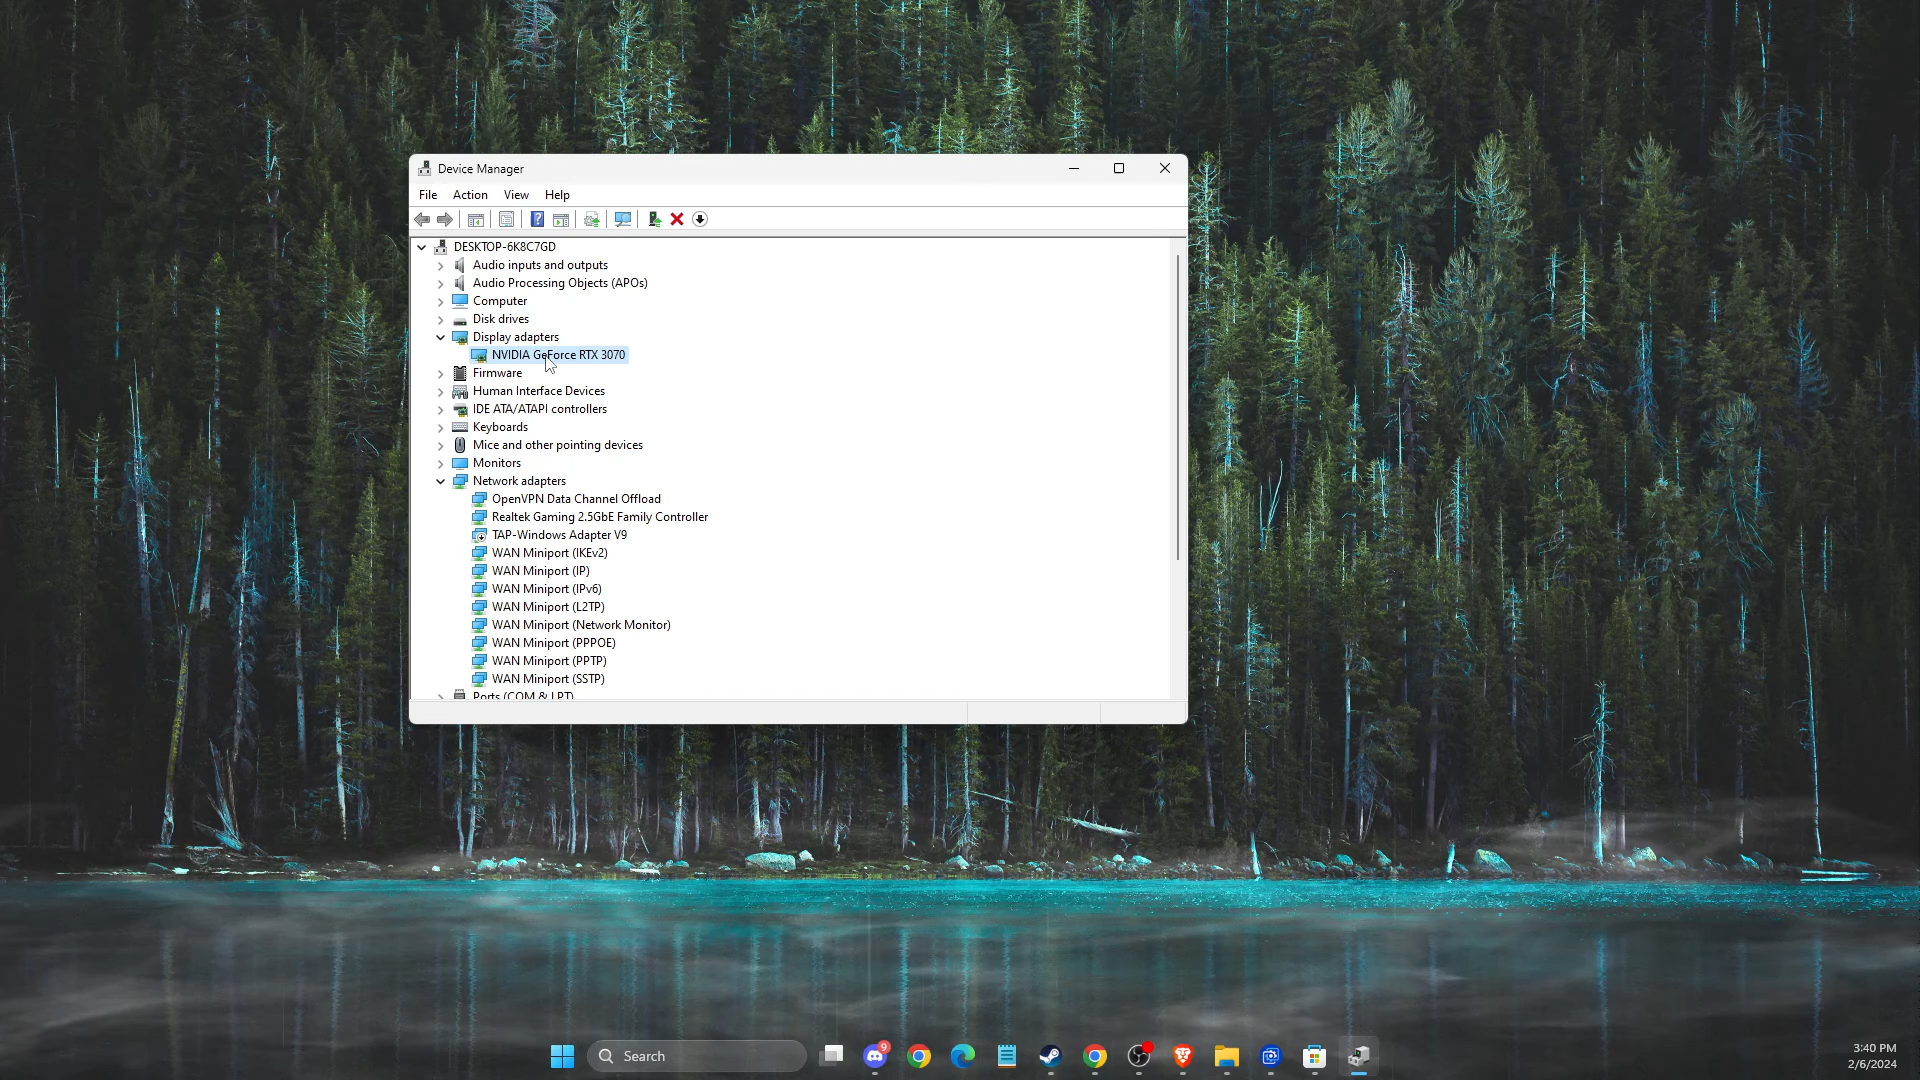 Device Manager
File Action View Help
DESKTOP-6K8C7GD
Audio inputs and outputs
Audio Processing Objects (APOs)
Computer
Disk drives
Display adapters
NVIDIA GeForce RTX 3070
Firmware
Human Interface Devices
IDE ATA/ATAPI controllers
Keyboards
Mice and other pointing devices
Monitors
Network adapters
OpenVPN Data Channel Offload
Realtek Gaming 2.5GbE Family Controller
TAP-Windows Adapter V9
WAN Miniport (IKEv2)
WAN Miniport (IP)
WAN Miniport (IPv6)
WAN Miniport (L2TP)
WAN Miniport (Network Monitor)
WAN Miniport (PPPOE)
WAN Miniport (PPTP)
WAN Miniport (SSTP)
Ports (COM & LPT)
Search
9
3:40 PM
2/6/2024